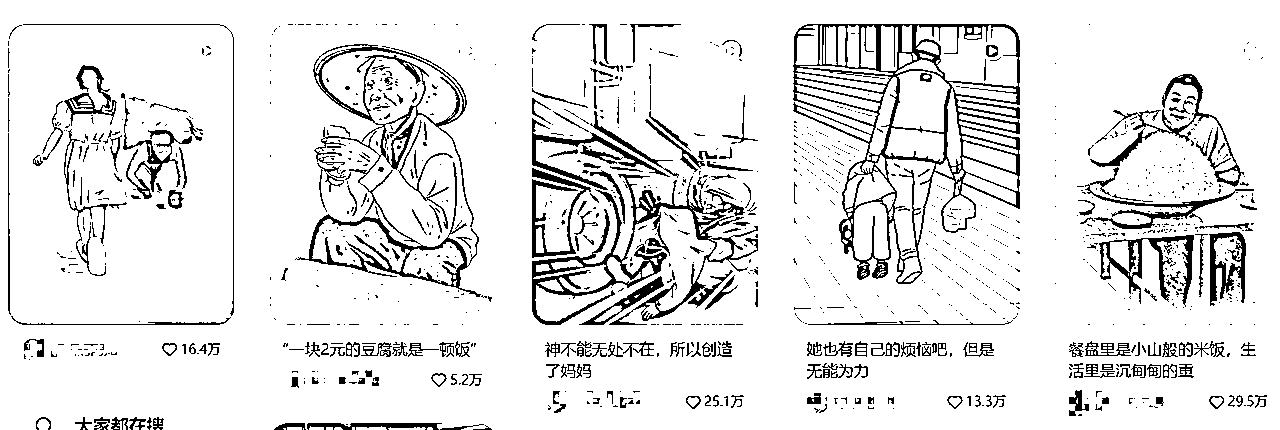 16.4万
"一块2元的豆腐就是一顿饭"
5.2万
神不能无处不在，所以创造
了妈妈
25.1万
她也有自己的烦恼吧，但是
无能为力
13.3万
餐盘里是小山般的米饭，生
活里是沉甸甸的重
29.5万
大家都在搜